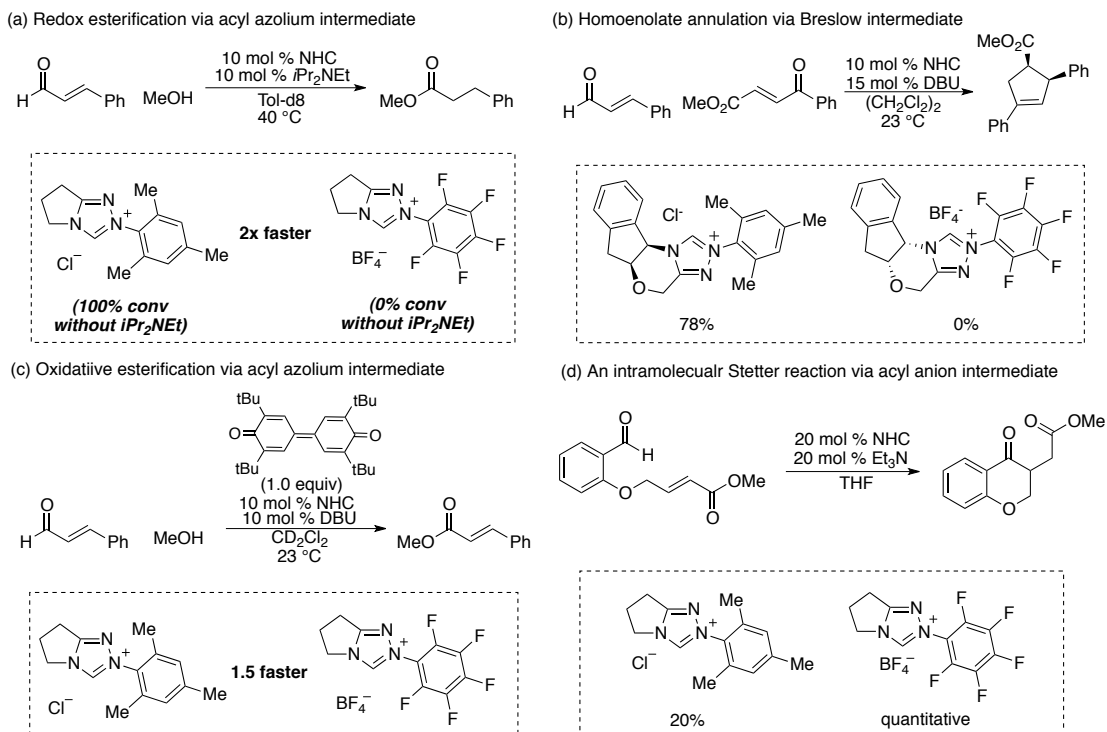 (a) Redox esterification via acyl azolium intermediate
O
H
Ph
MeOH
10 mol % NHC
10 mol % iPr₂NEt
Tol-d8
40 °C
O
MeO
Ph
N
N
N
+
Me
Me
Me
Cl⁻
2x faster
N
N
N
+
F
F
F
F
F
BF₄⁻
(100% conv
without iPr₂NEt)
(0% conv
without iPr₂NEt)
(b) Homoenolate annulation via Breslow intermediate
O
H
Ph
MeO₂C
O
Ph
10 mol % NHC
15 mol % DBU
(CH₂Cl₂)₂
23 °C
MeO₂C
Ph
Ph
Cl⁻
N
N
N
+
O
Me
Me
Me
BF₄⁻
N
N
N
+
O
F
F
F
F
F
78%
0%
(c) Oxidatiive esterification via acyl azolium intermediate
tBu
tBu
O
O
tBu
tBu
(1.0 equiv)
O
H
Ph
MeOH
10 mol % NHC
10 mol % DBU
CD₂Cl₂
23 °C
O
MeO
Ph
N
N
N
+
Me
Me
Me
Cl⁻
1.5 faster
N
N
N
+
F
F
F
F
F
BF₄⁻
(d) An intramolecualr Stetter reaction via acyl anion intermediate
O
H
O
OMe
O
20 mol % NHC
20 mol % Et₃N
THF
O
O
OMe
O
N
N
N
+
Me
Me
Me
Cl⁻
N
N
N
+
F
F
F
F
F
BF₄⁻
20%
quantitative